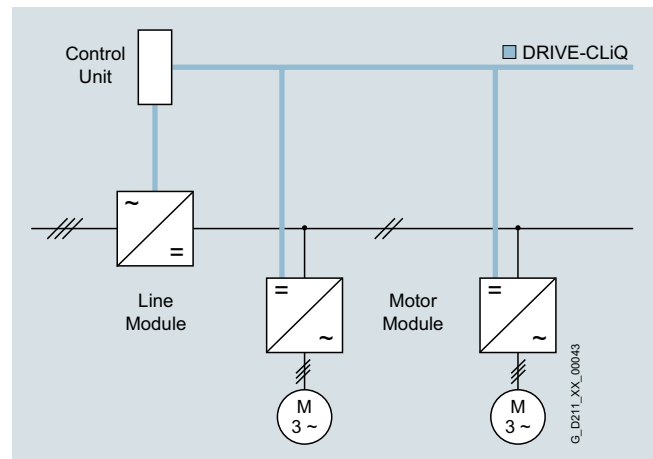 Control
Unit
DRIVE-CLiQ
~
=
Line
Module
=
~
Motor
Module
=
~
M
3 ~
M
3 ~
G_D211_XX_00043